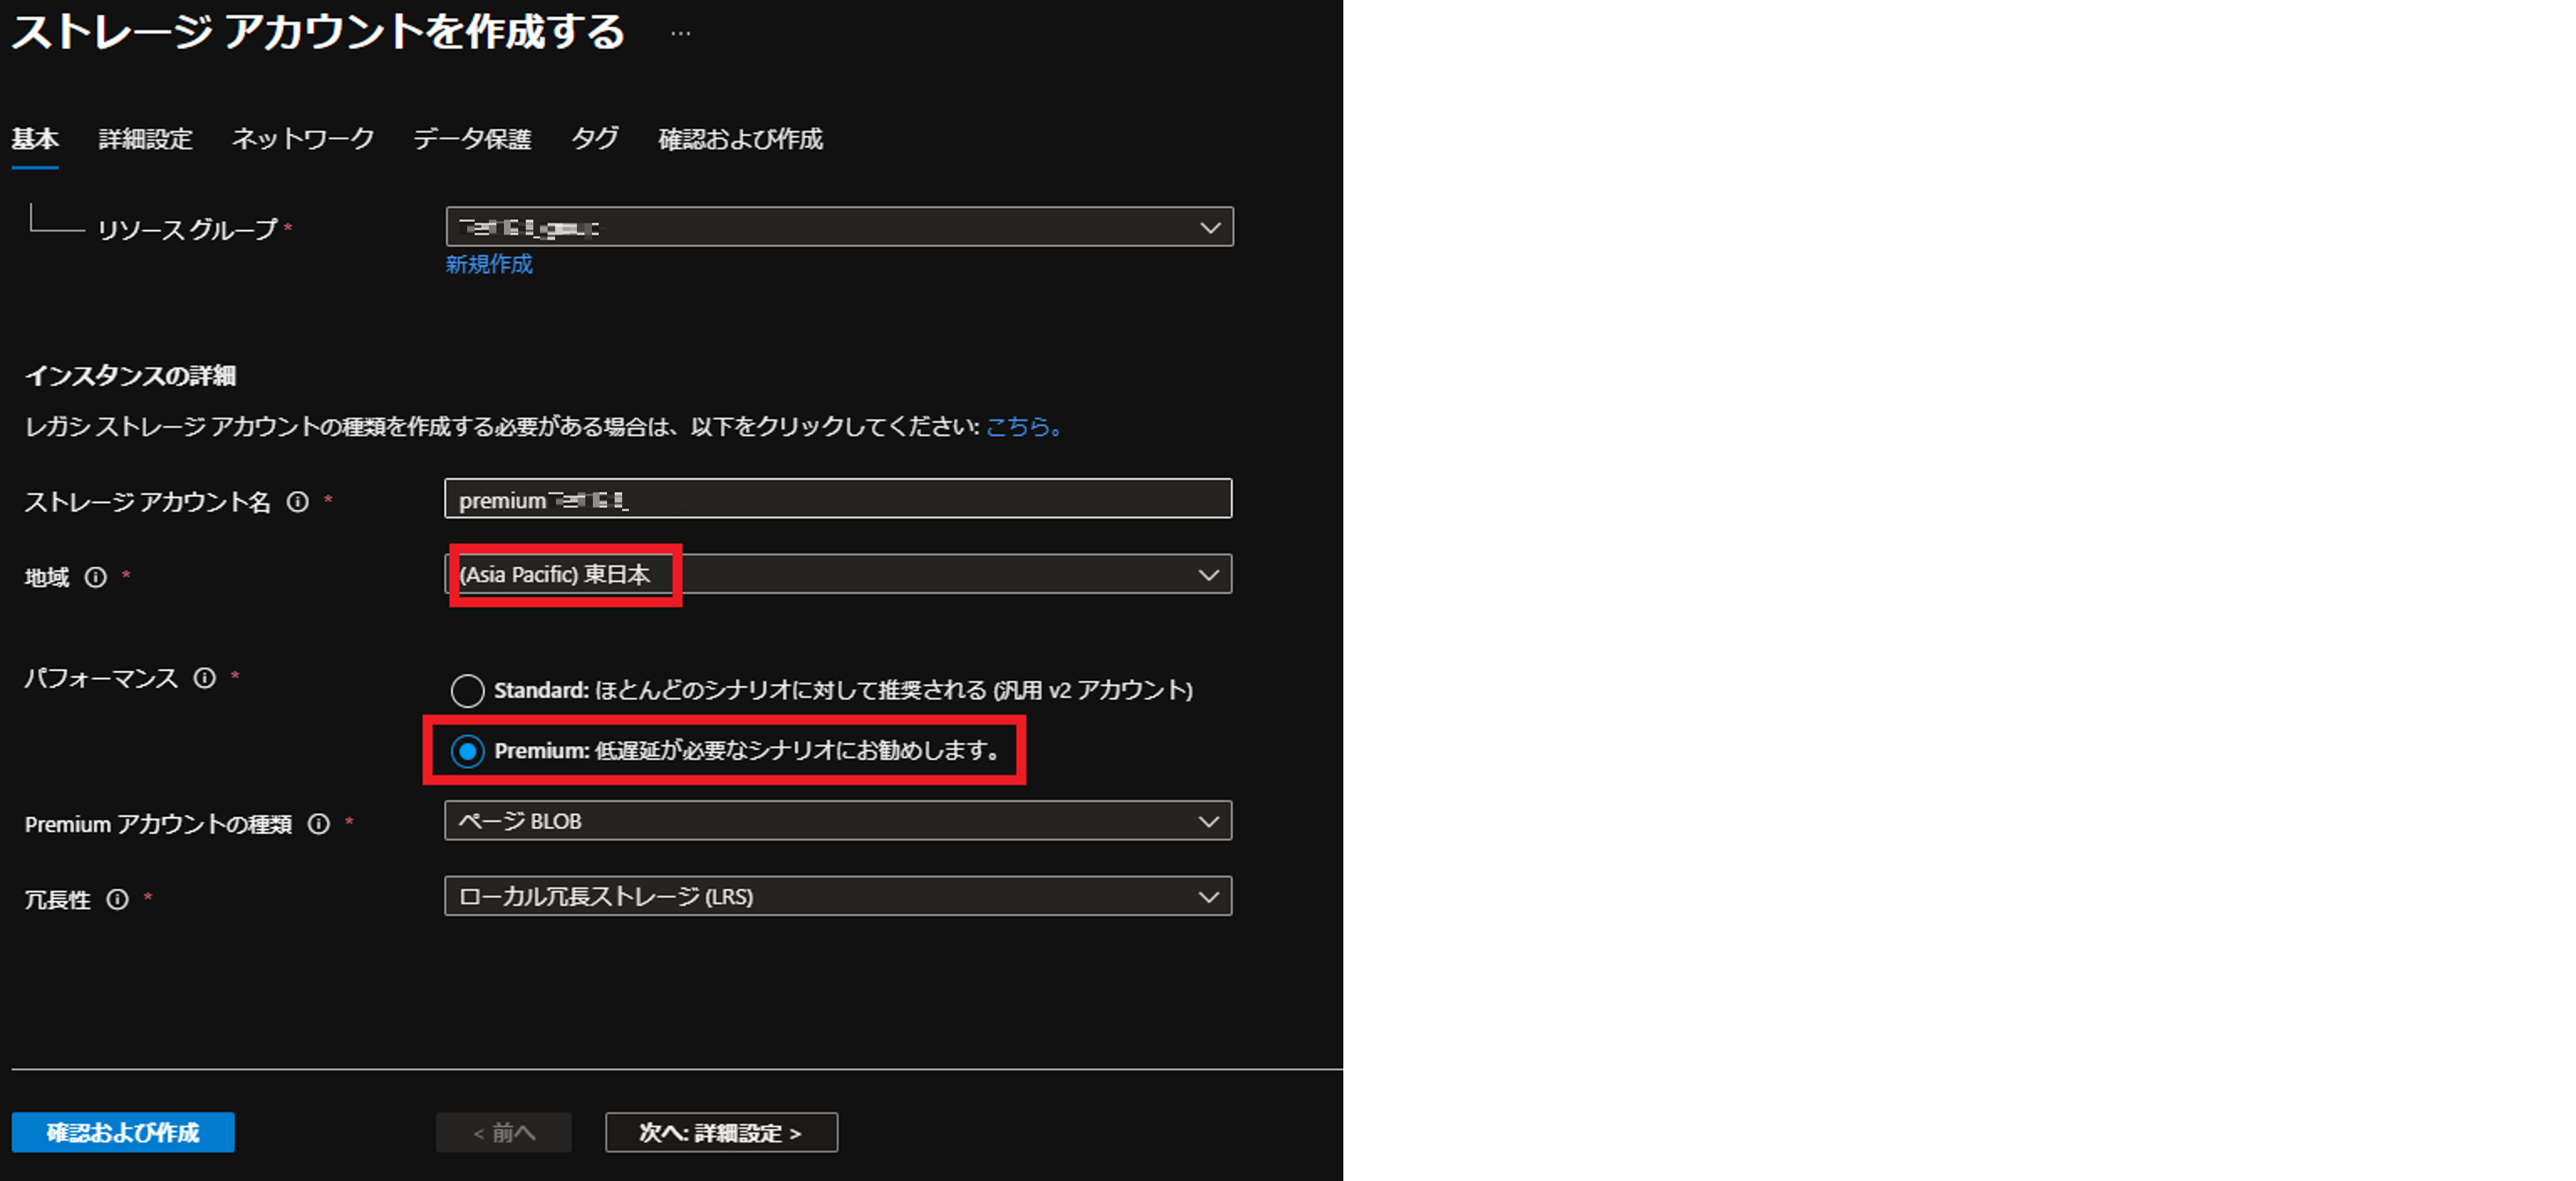 ストレージ アカウントを作成する ...
基本 詳細設定 ネットワーク データ保護 タグ 確認および作成
リソース グループ *
新規作成
インスタンスの詳細
レガシ ストレージ アカウントの種類を作成する必要がある場合は、以下をクリックしてください: こちら。
ストレージ アカウント名 * premium
地域 * (Asia Pacific) 東日本
パフォーマンス * Standard: ほとんどのシナリオに対して推奨される (汎用 v2 アカウント)
Premium: 低遅延が必要なシナリオにお勧めします。
Premium アカウントの種類 * ページ BLOB
冗長性 * ローカル冗長ストレージ (LRS)
確認および作成 < 前へ 次へ: 詳細設定 >